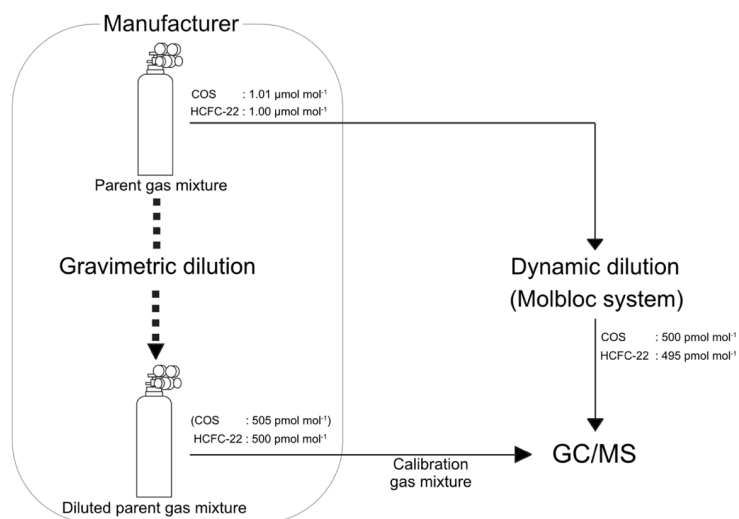 Manufacturer
COS : 1.01 μmol mol⁻¹
HCFC-22 : 1.00 μmol mol⁻¹
Parent gas mixture
Gravimetric dilution
Dynamic dilution
(Molbloc system)
COS : 500 pmol mol⁻¹
HCFC-22 : 495 pmol mol⁻¹
(COS : 505 pmol mol⁻¹)
HCFC-22 : 500 pmol mol⁻¹
Calibration
gas mixture
GC/MS
Diluted parent gas mixture